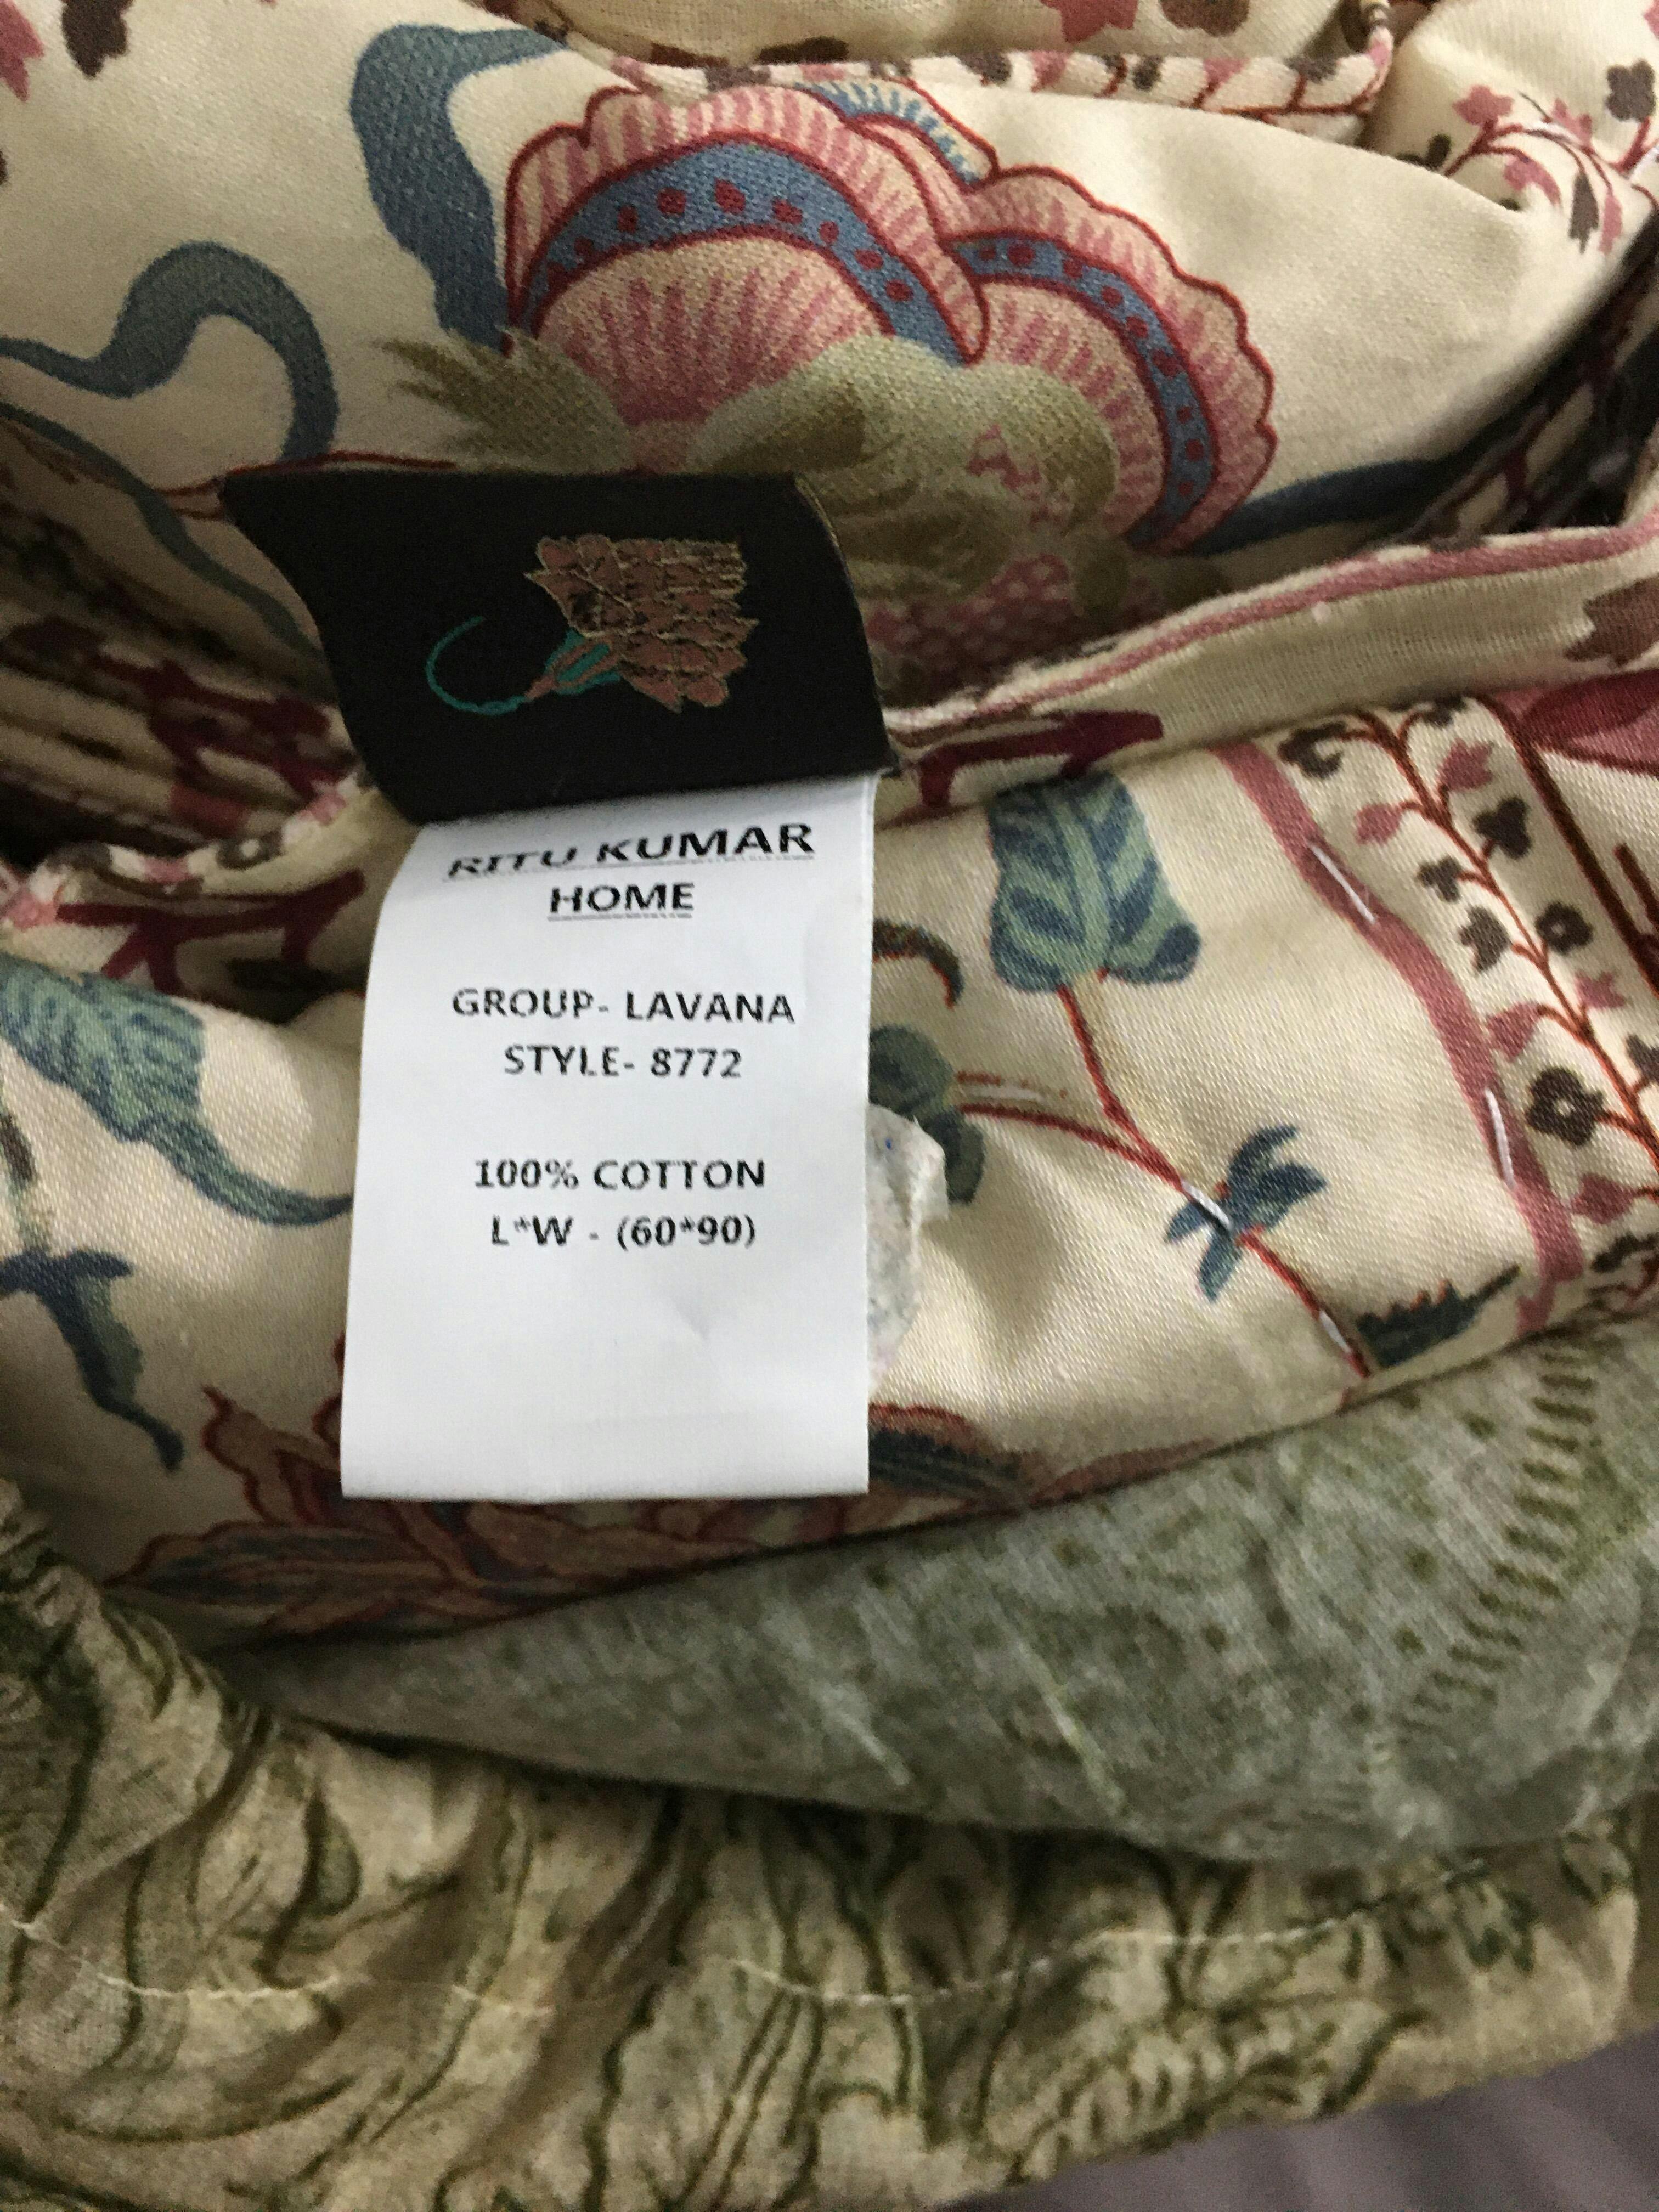 RITU KUMAR
HOME
GROUP- LAVANA
STYLE- 8772
100% COTTON
L*W - (60*90)